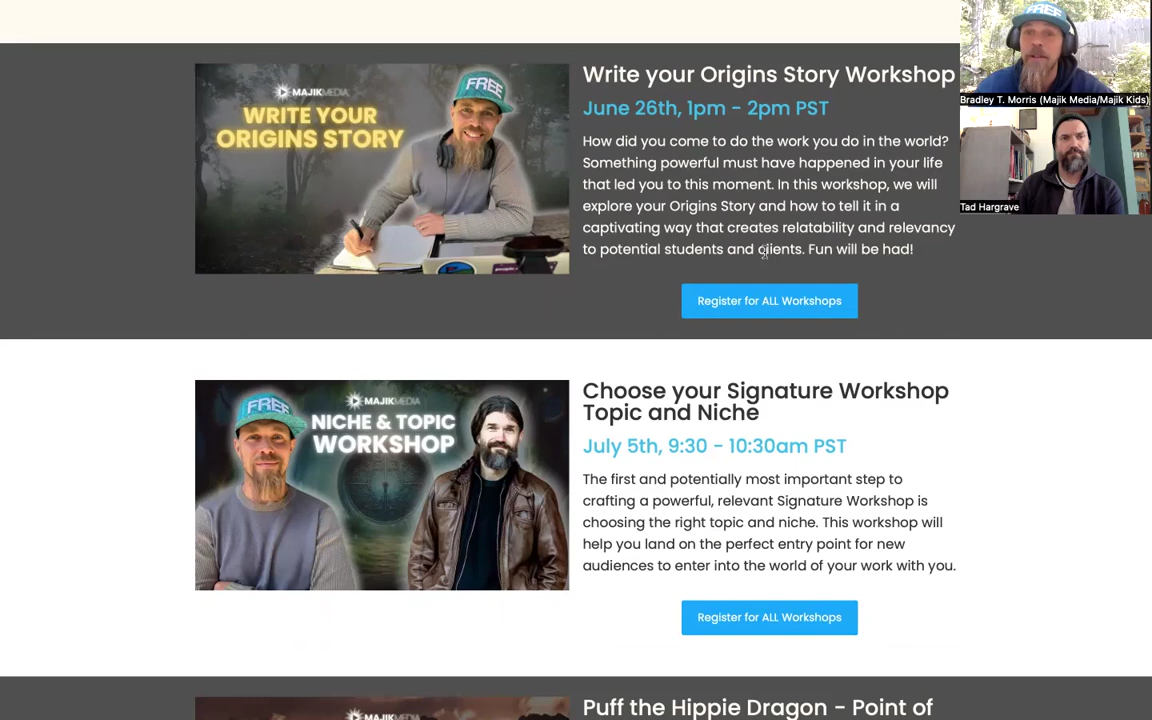 FREE
Bradley T. Morris (Majik Media/Majik Kids)
Tad Hargrave
MAJIKMEDIA
WRITE YOUR
ORIGINS STORY
FREE
Write your Origins Story Workshop
June 26th, 1pm - 2pm PST
How did you come to do the work you do in the world?
Something powerful must have happened in your life
that led you to this moment. In this workshop, we will
explore your Origins Story and how to tell it in a
captivating way that creates relatability and relevancy
to potential students and clients. Fun will be had!
Register for ALL Workshops
MAJIKMEDIA
FREE
NICHE & TOPIC
WORKSHOP
Choose your Signature Workshop
Topic and Niche
July 5th, 9:30 - 10:30am PST
The first and potentially most important step to
crafting a powerful, relevant Signature Workshop is
choosing the right topic and niche. This workshop will
help you land on the perfect entry point for new
audiences to enter into the world of your work with you.
Register for ALL Workshops
MAJIKMEDIA
Puff the Hippie Dragon - Point of